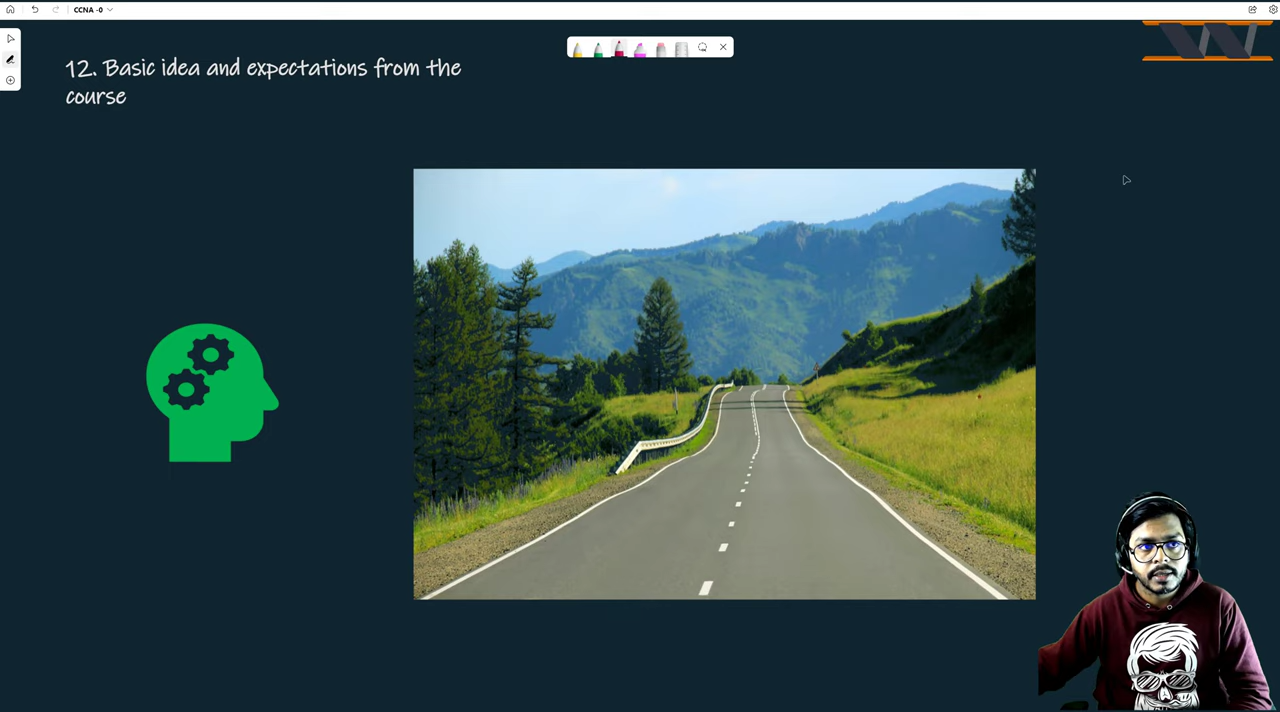 CCNA -0
12. Basic idea and expectations from the
course